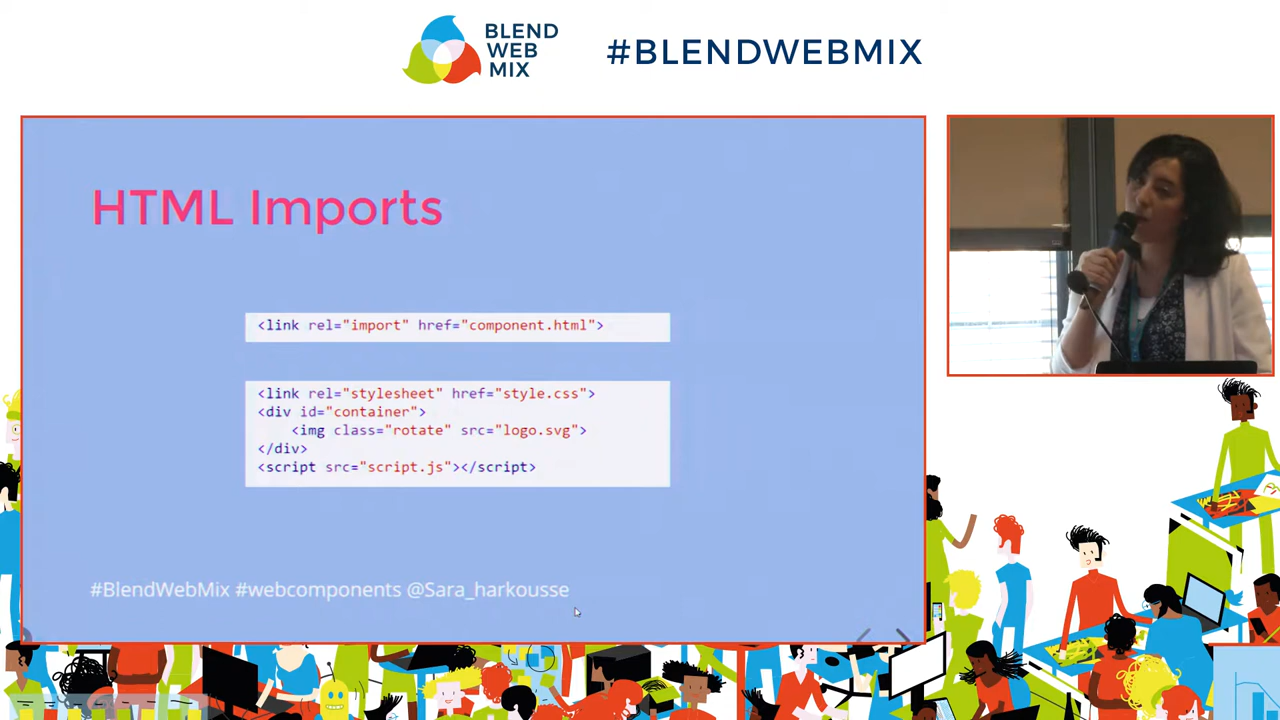 BLEND
WEB
MIX
#BLENDWEBMIX
HTML Imports
<link rel="import" href="component.html">
<link rel="stylesheet" href="style.css">
<div id="container">
<img class="rotate" src="logo.svg">
</div>
<script src="script.js"></script>
#BlendWebMix #webcomponents @Sara_harkousse